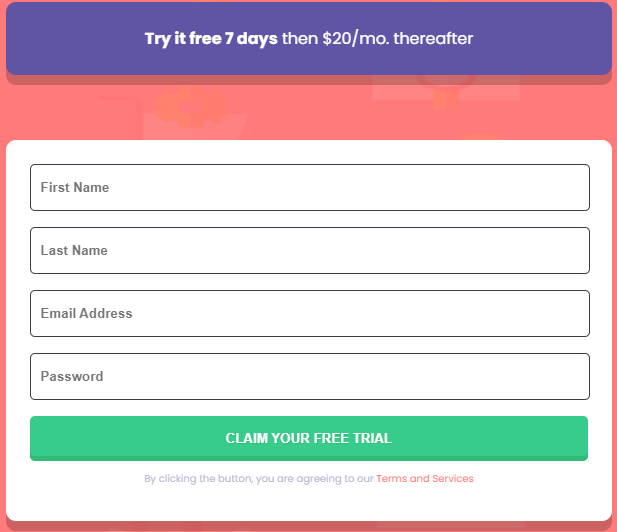 Try it free 7 days then $20/mo. thereafter
First Name
Last Name
Email Address
Password
CLAIM YOUR FREE TRIAL
By clicking the button, you are agreeing to our Terms and Services